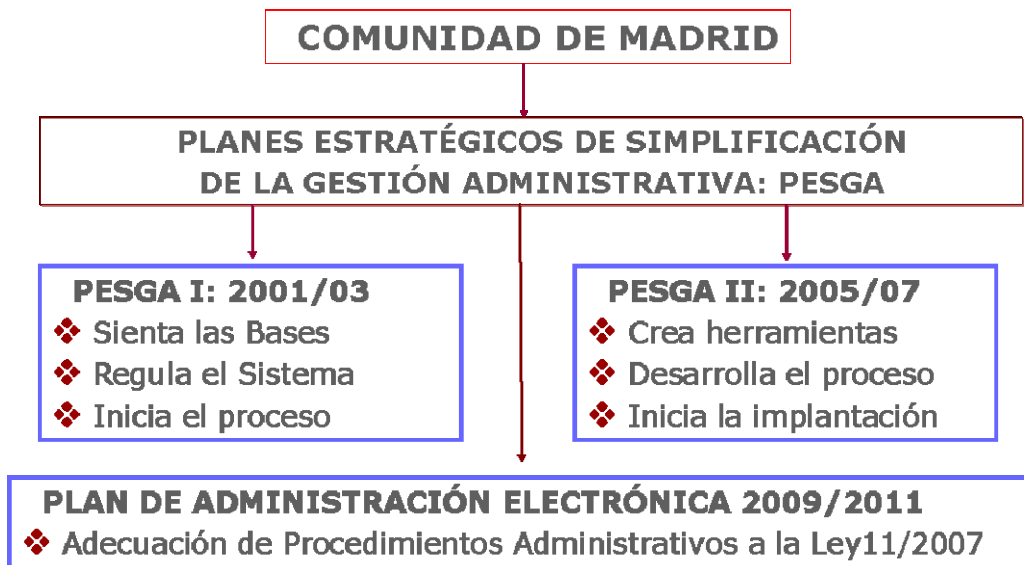 COMUNIDAD DE MADRID
PLANES ESTRATÉGICOS DE SIMPLIFICACIÓN
DE LA GESTIÓN ADMINISTRATIVA: PESGA
PESGA I: 2001/03
Sienta las Bases
Regula el Sistema
Inicia el proceso
PESGA II: 2005/07
Crea herramientas
Desarrolla el proceso
Inicia la implantación
PLAN DE ADMINISTRACIÓN ELECTRÓNICA 2009/2011
Adecuación de Procedimientos Administrativos a la Ley11/2007